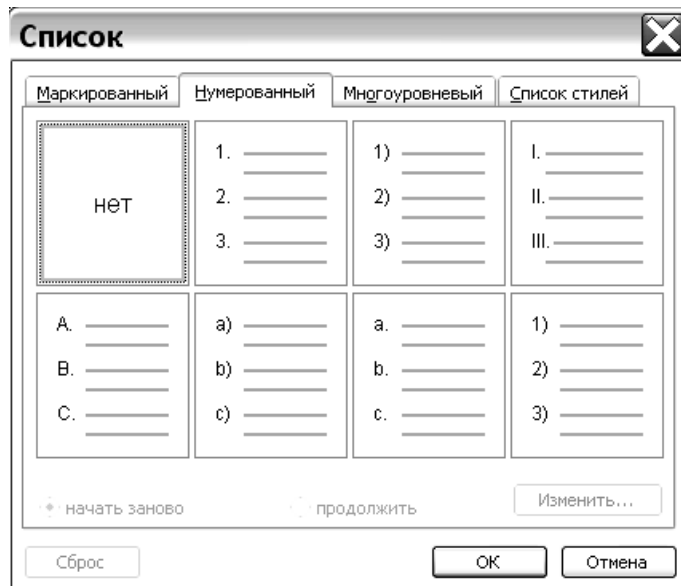 Список
Маркированный Нумерованный Многоуровневый Список стилей
нет
1.
2.
3.
1)
2)
3)
I.
II.
III.
A.
B.
C.
a)
b)
c)
a.
b.
c.
1)
2)
3)
начать заново продолжить Изменить...
Сброс ОК Отмена